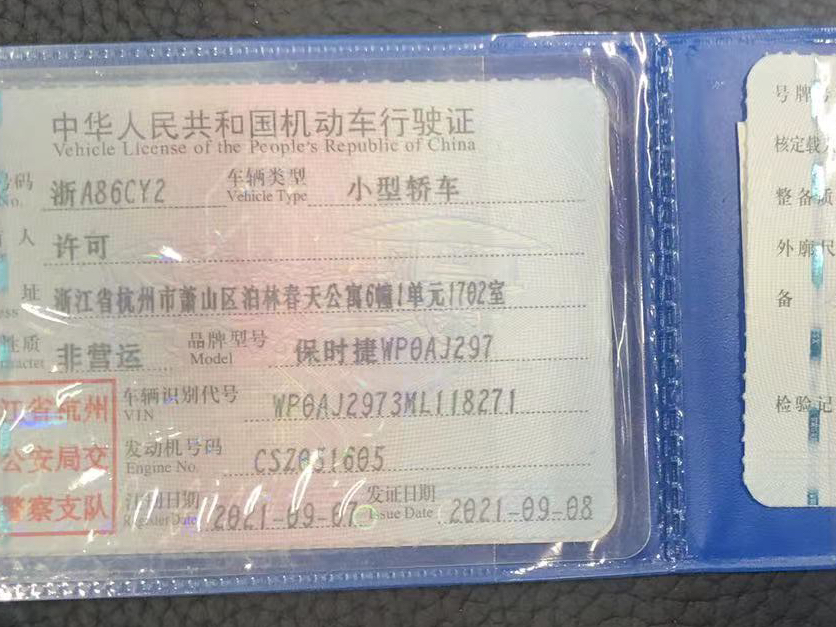 中华人民共和国机动车行驶证
Vehicle License of the People's Republic of China
号码 浙A86CY2 车辆类型 小型轿车
No. Vehicle Type
人 许可
址 浙江省杭州市萧山区泊林春天公寓6幢1单元1702室
性质 非营运 品牌型号 保时捷WP0AJ297
Model
江省杭州
公安局交
警察支队
车辆识别代号 WP0AJ2973ML118271
VIN
发动机号码 CSZ051605
Engine No.
注册日期 2021-09-07 发证日期 2021-09-08
Register Date Issue Date
号牌
核定载
整备质
外廓尺
备
检验记